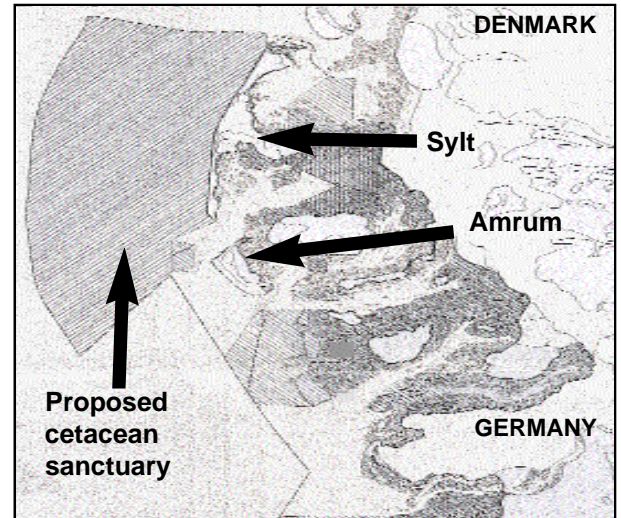 DENMARK
Sylt
Amrum
Proposed
cetacean
sanctuary
GERMANY